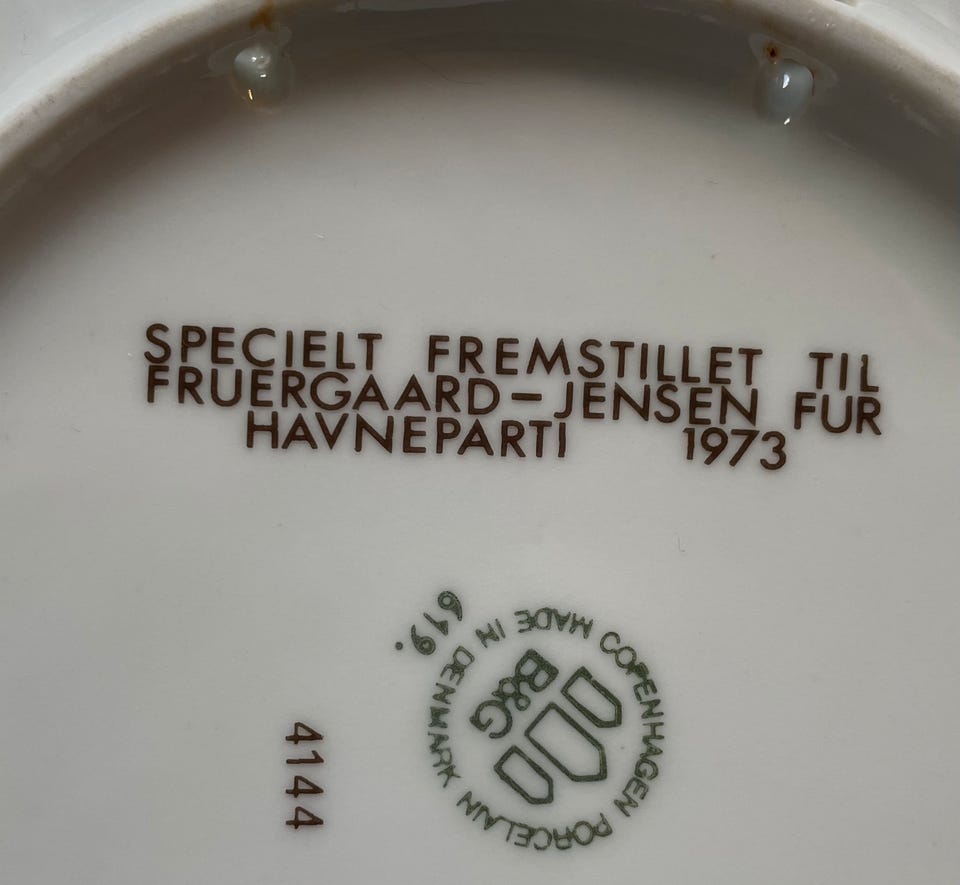 SPECIELT FREMSTILLET TIL
FRUERGAARD-JENSEN FUR
HAVNEPARTI 1973
619.
COPENHAGEN PORCELAIN MADE IN DENMARK
B&G
4144